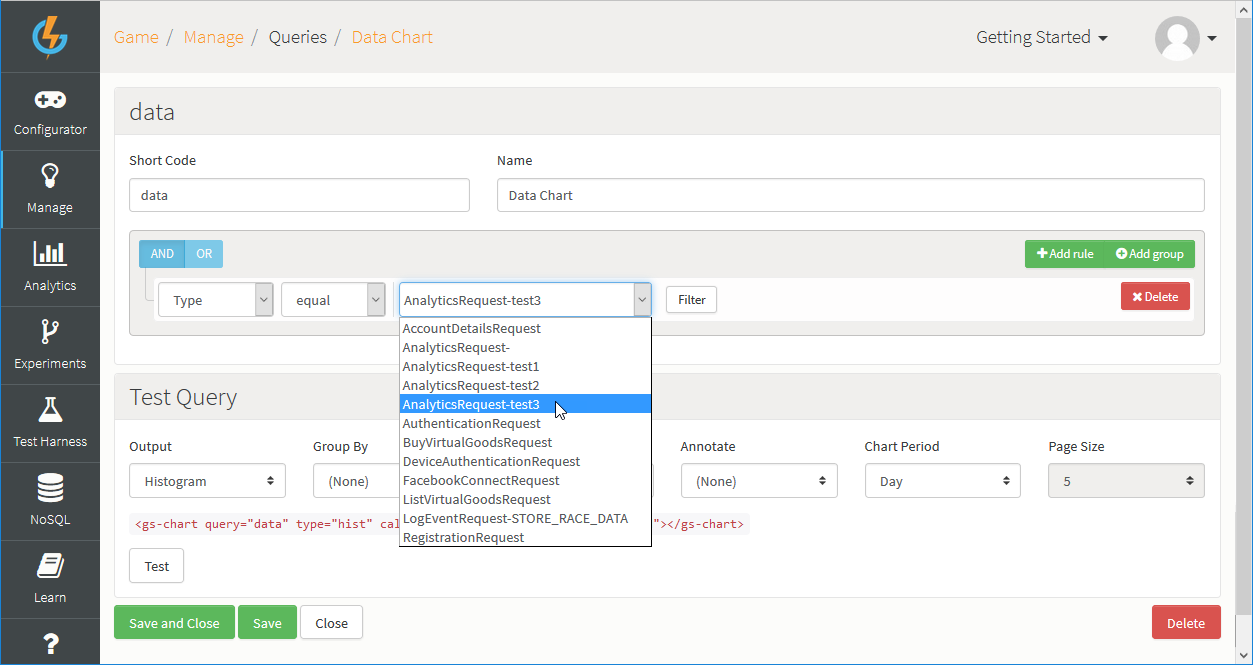 Game / Manage / Queries / Data Chart
Getting Started
Configurator
Manage
Analytics
Experiments
Test Harness
NoSQL
Learn
?
data
Short Code
Name
data
Data Chart
AND OR
Add rule Add group
Type equal AnalyticsRequest-test3 Filter Delete
AccountDetailsRequest
AnalyticsRequest-
AnalyticsRequest-test1
AnalyticsRequest-test2
AnalyticsRequest-test3
AuthenticationRequest
BuyVirtualGoodsRequest
DeviceAuthenticationRequest
FacebookConnectRequest
ListVirtualGoodsRequest
LogEventRequest-STORE_RACE_DATA
RegistrationRequest
Test Query
Output Group By Annotate Chart Period Page Size
Histogram (None) (None) Day 5
<gs-chart query="data" type="hist" cal "></gs-chart>
Test
Save and Close Save Close Delete